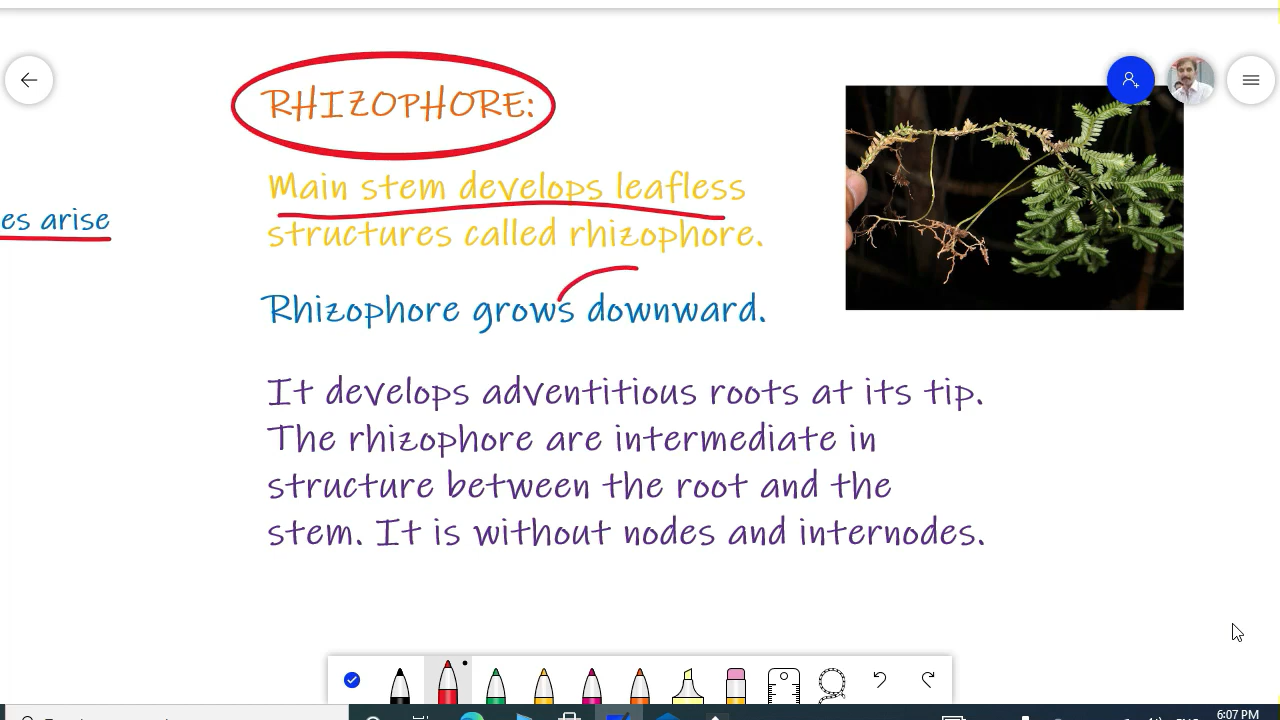 RHIZOPHORE:
Main stem develops leafless
structures called rhizophore.
es arise
Rhizophore grows downward.
It develops adventitious roots at its tip.
The rhizophore are intermediate in
structure between the root and the
stem. It is without nodes and internodes.
6:07 PM